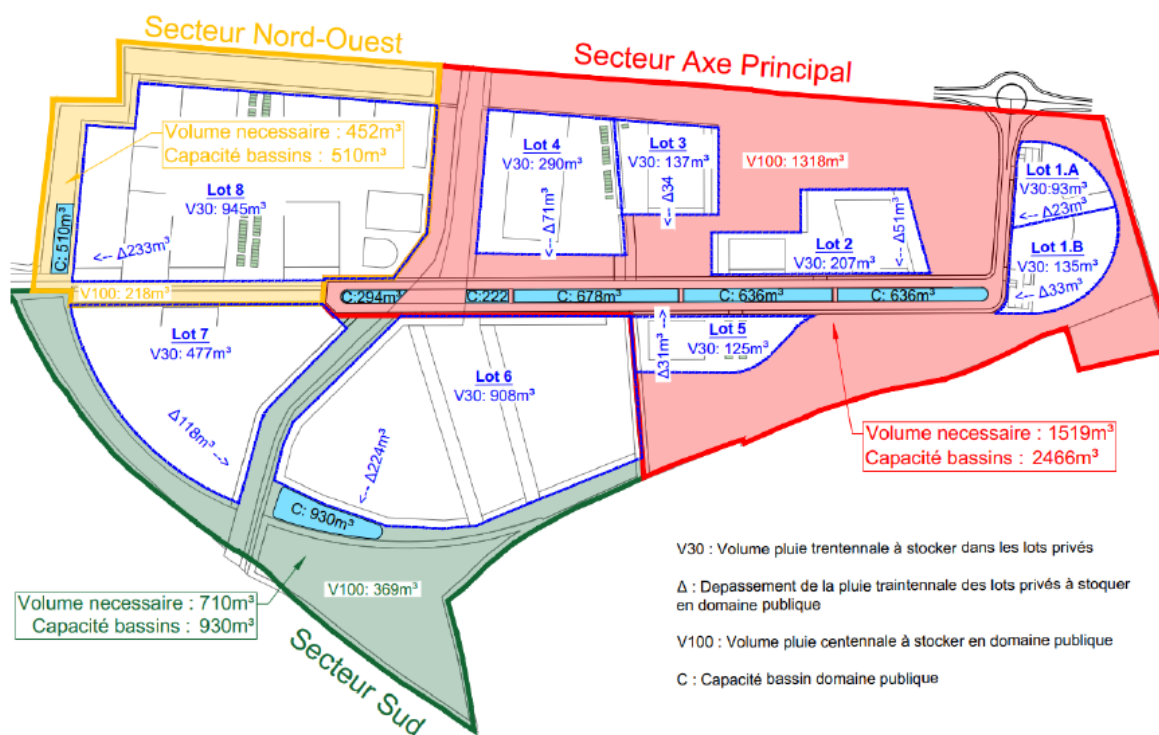 Secteur Nord-Ouest
Secteur Axe Principal
Volume necessaire : 452m³
Capacité bassins : 510m³
Lot 8
V30: 945m³
<-- Δ233m³
C: 510m³
V100: 218m³
Lot 4
V30: 290m³
<-- Δ71m³
Lot 3
V30: 137m³
<-- Δ34
V100: 1318m³
Lot 2
V30: 207m³
<-- Δ51m³
Lot 1.A
V30:93m³
<-- Δ23m³
Lot 1.B
V30: 135m³
<-- Δ33m³
C:294m³
C:222
C: 678m³
C: 636m³
C: 636m³
Lot 7
V30: 477m³
Δ118m³ -->
Lot 6
V30: 908m³
<-- Δ224m³
Lot 5
V30: 125m³
Δ31m³ -->
Volume necessaire : 1519m³
Capacité bassins : 2466m³
C: 930m³
V100: 369m³
Volume necessaire : 710m³
Capacité bassins : 930m³
Secteur Sud
V30 : Volume pluie trentennale à stocker dans les lots privés
Δ : Depassement de la pluie traintennale des lots privés à stoquer
en domaine publique
V100 : Volume pluie centennale à stocker en domaine publique
C : Capacité bassin domaine publique